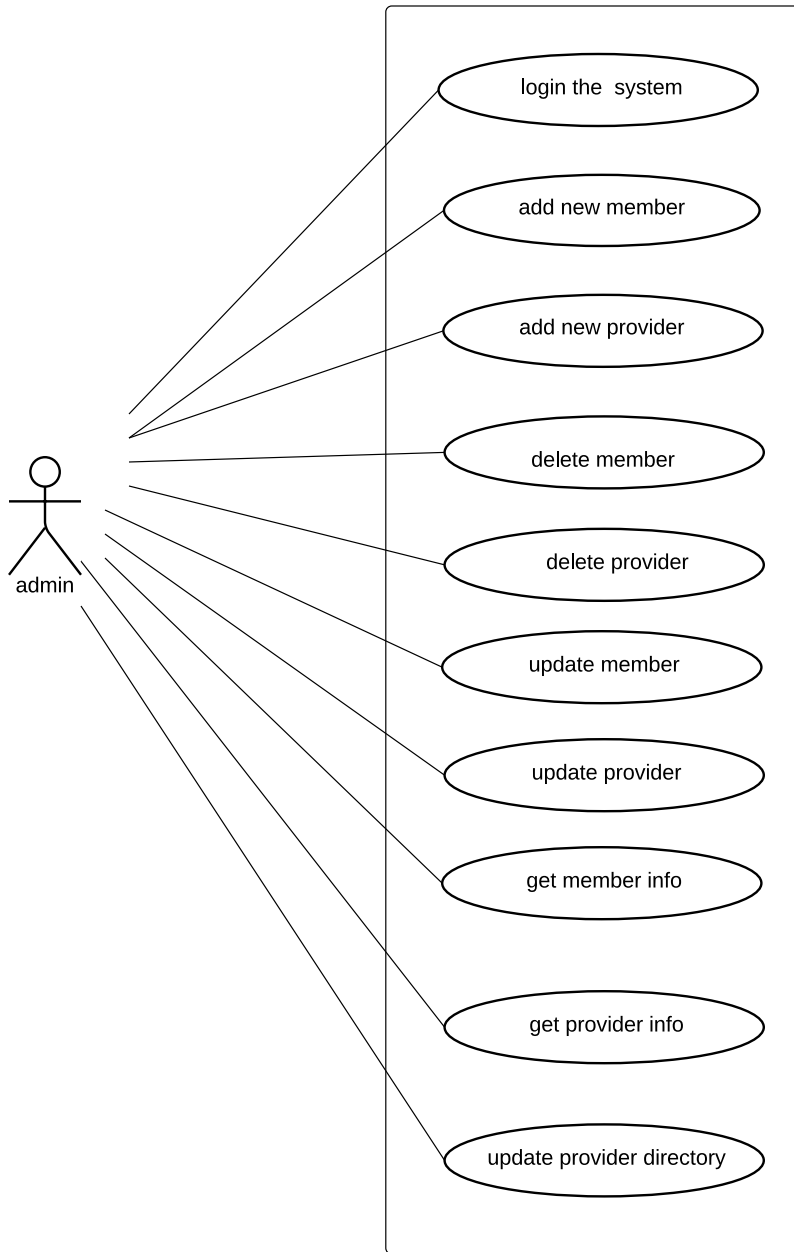 login the  system
add new member
add new provider
delete member
admin
delete provider
update member
update provider
get member info
get provider info
update provider directory